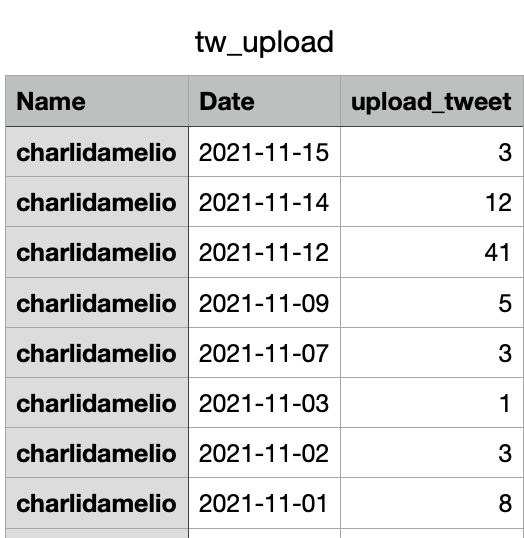 tw_upload
Name Date upload_tweet
charlidamelio 2021-11-15 3
charlidamelio 2021-11-14 12
charlidamelio 2021-11-12 41
charlidamelio 2021-11-09 5
charlidamelio 2021-11-07 3
charlidamelio 2021-11-03 1
charlidamelio 2021-11-02 3
charlidamelio 2021-11-01 8